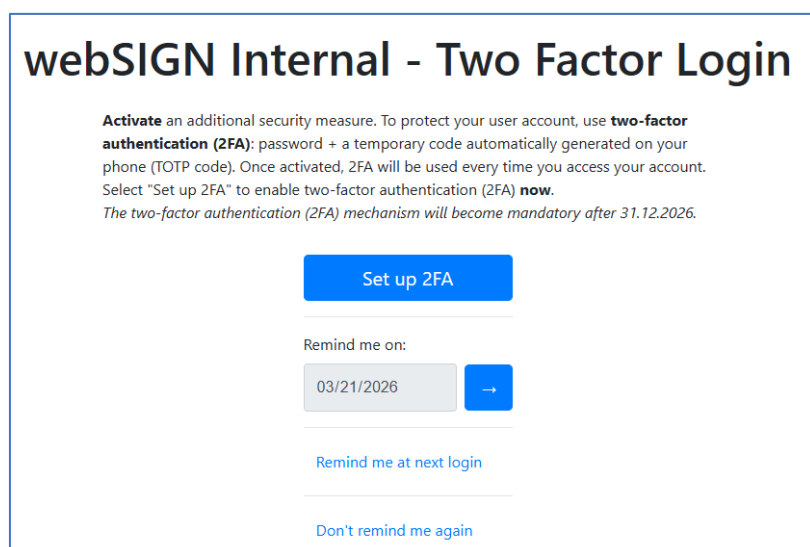 webSIGN Internal - Two Factor Login
Activate an additional security measure. To protect your user account, use two-factor
authentication (2FA): password + a temporary code automatically generated on your
phone (TOTP code). Once activated, 2FA will be used every time you access your account.
Select "Set up 2FA" to enable two-factor authentication (2FA) now.
The two-factor authentication (2FA) mechanism will become mandatory after 31.12.2026.
Set up 2FA
Remind me on:
03/21/2026 →
Remind me at next login
Don't remind me again